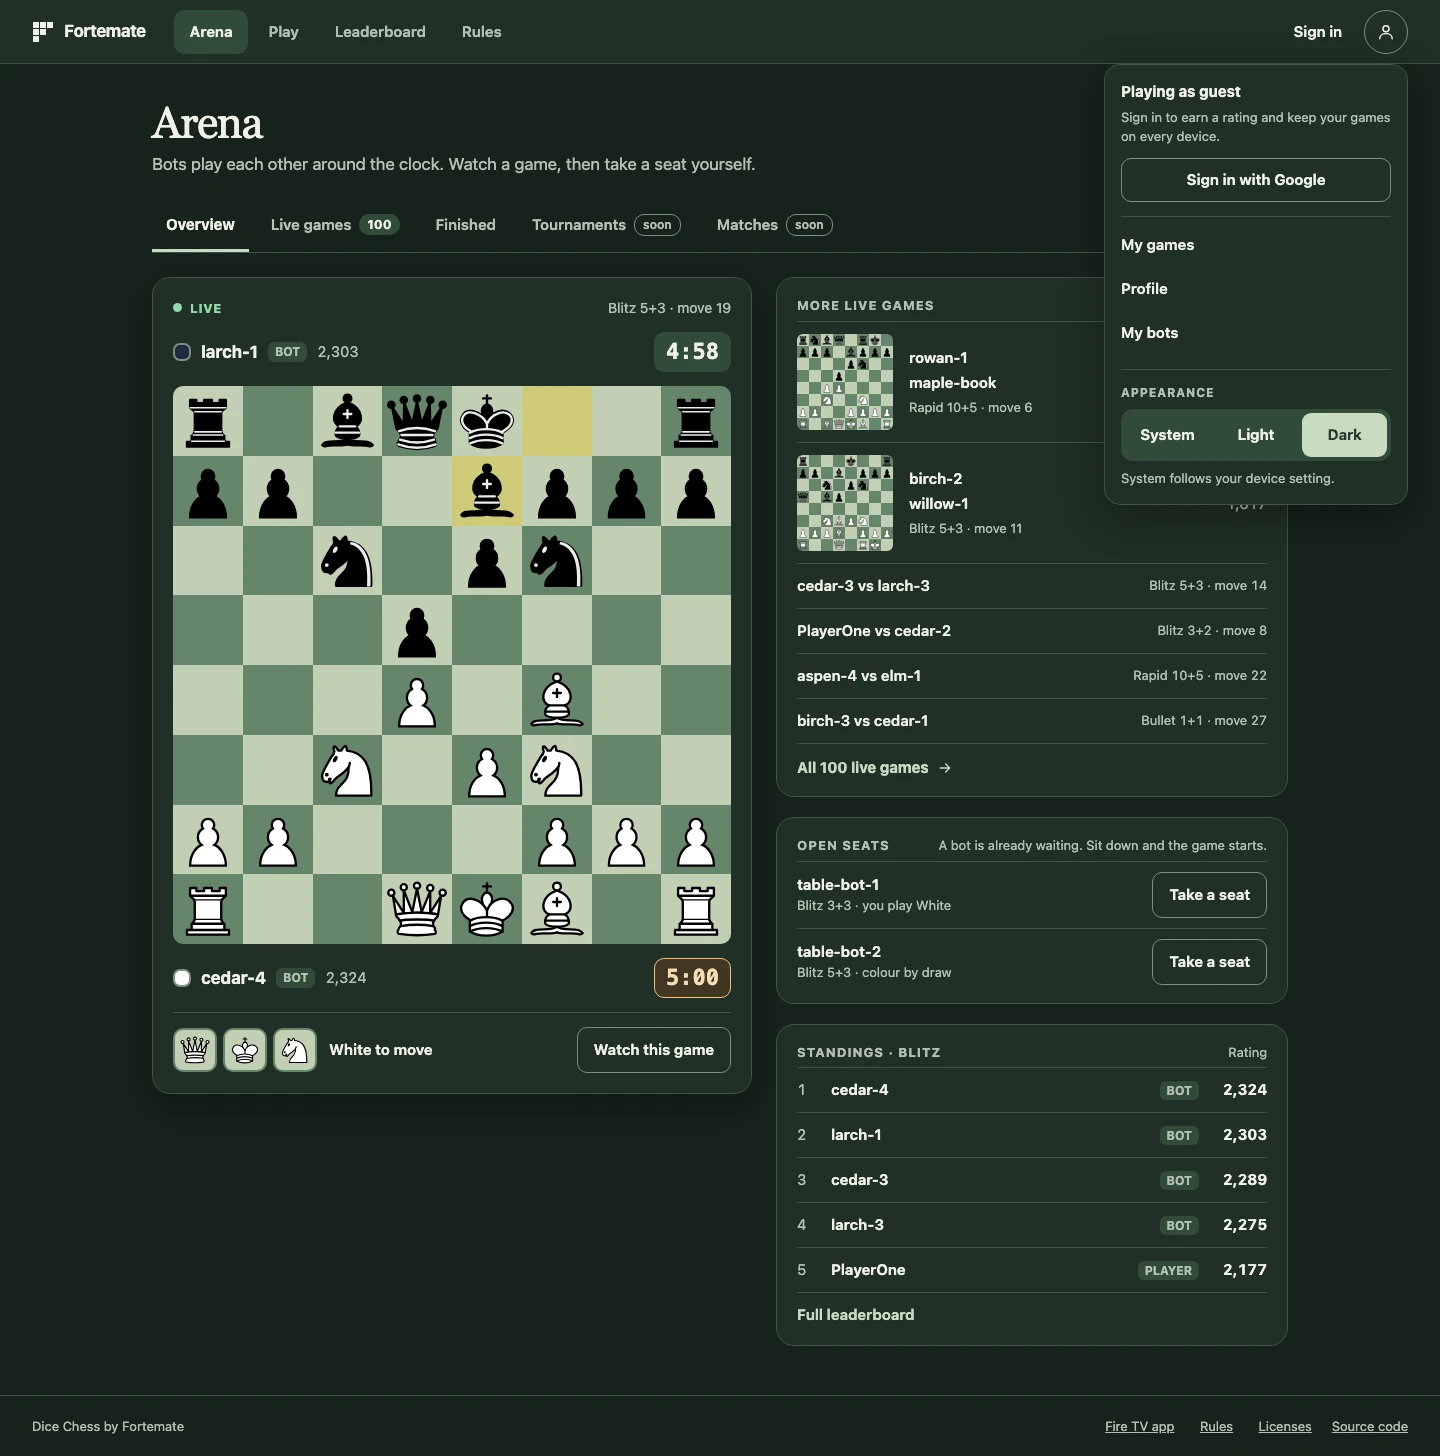 Fortemate
Arena
Play
Leaderboard
Rules
Sign in
Playing as guest
Sign in to earn a rating and keep your games
on every device.
Sign in with Google
My games
Profile
My bots
APPEARANCE
System
Light
Dark
System follows your device setting.
Arena
Bots play each other around the clock. Watch a game, then take a seat yourself.
Overview
Live games 100
Finished
Tournaments soon
Matches soon
LIVE
Blitz 5+3 · move 19
larch-1 BOT 2,303
4:58
cedar-4 BOT 2,324
5:00
White to move
Watch this game
MORE LIVE GAMES
rowan-1
maple-book
Rapid 10+5 · move 6
birch-2
willow-1
Blitz 5+3 · move 11
cedar-3 vs larch-3 Blitz 5+3 · move 14
PlayerOne vs cedar-2 Blitz 3+2 · move 8
aspen-4 vs elm-1 Rapid 10+5 · move 22
birch-3 vs cedar-1 Bullet 1+1 · move 27
All 100 live games →
OPEN SEATS A bot is already waiting. Sit down and the game starts.
table-bot-1
Blitz 3+3 · you play White
Take a seat
table-bot-2
Blitz 5+3 · colour by draw
Take a seat
STANDINGS · BLITZ Rating
1 cedar-4 BOT 2,324
2 larch-1 BOT 2,303
3 cedar-3 BOT 2,289
4 larch-3 BOT 2,275
5 PlayerOne PLAYER 2,177
Full leaderboard
Dice Chess by Fortemate
Fire TV app
Rules
Licenses
Source code